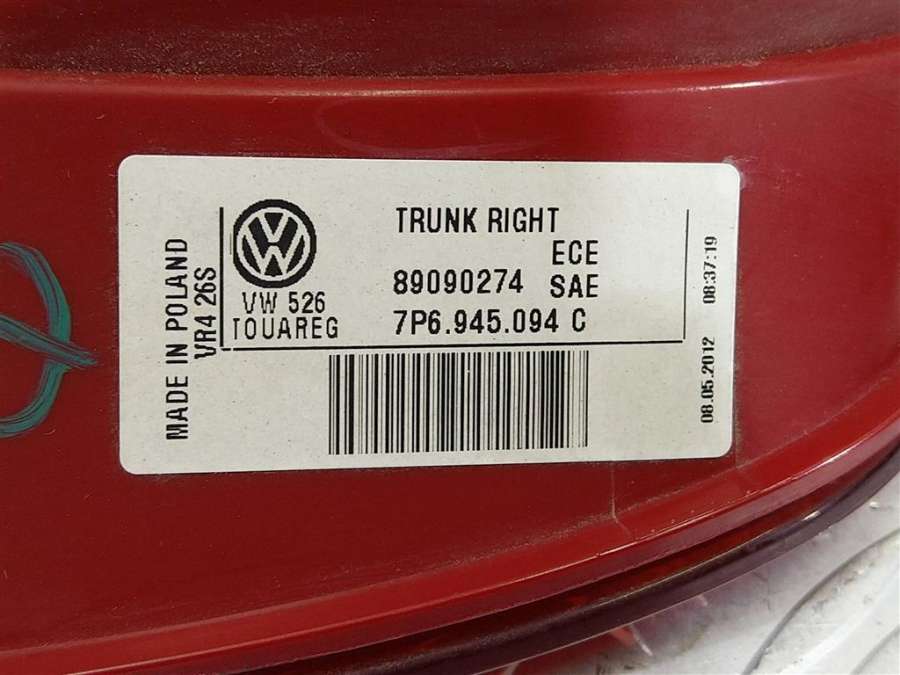 TRUNK RIGHT
ECE
89090274 SAE
7P6.945.094 C
VW 526
TOUAREG
MADE IN POLAND
VR4 26S
08.05.2012 08:37:19